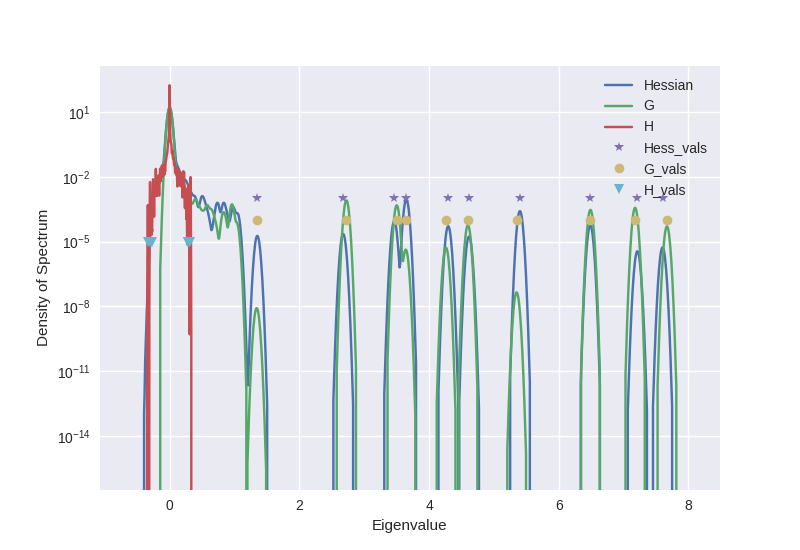 10^1
10^−2
10^−5
10^−8
10^−11
10^−14
Density of Spectrum
Hessian
G
H
Hess_vals
G_vals
H_vals
0 2 4 6 8
Eigenvalue